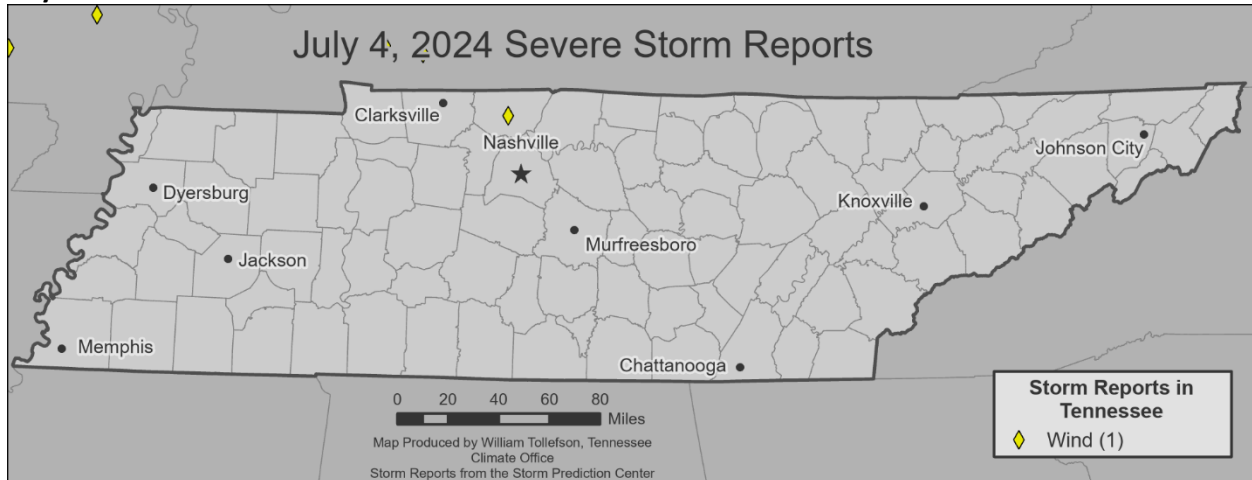 July 4, 2024 Severe Storm Reports
Clarksville
Nashville
Johnson City
Dyersburg
Knoxville
Murfreesboro
Jackson
Memphis
Chattanooga
0 20 40 60 80
Miles
Map Produced by William Tollefson, Tennessee
Climate Office
Storm Reports from the Storm Prediction Center
Storm Reports in
Tennessee
Wind (1)